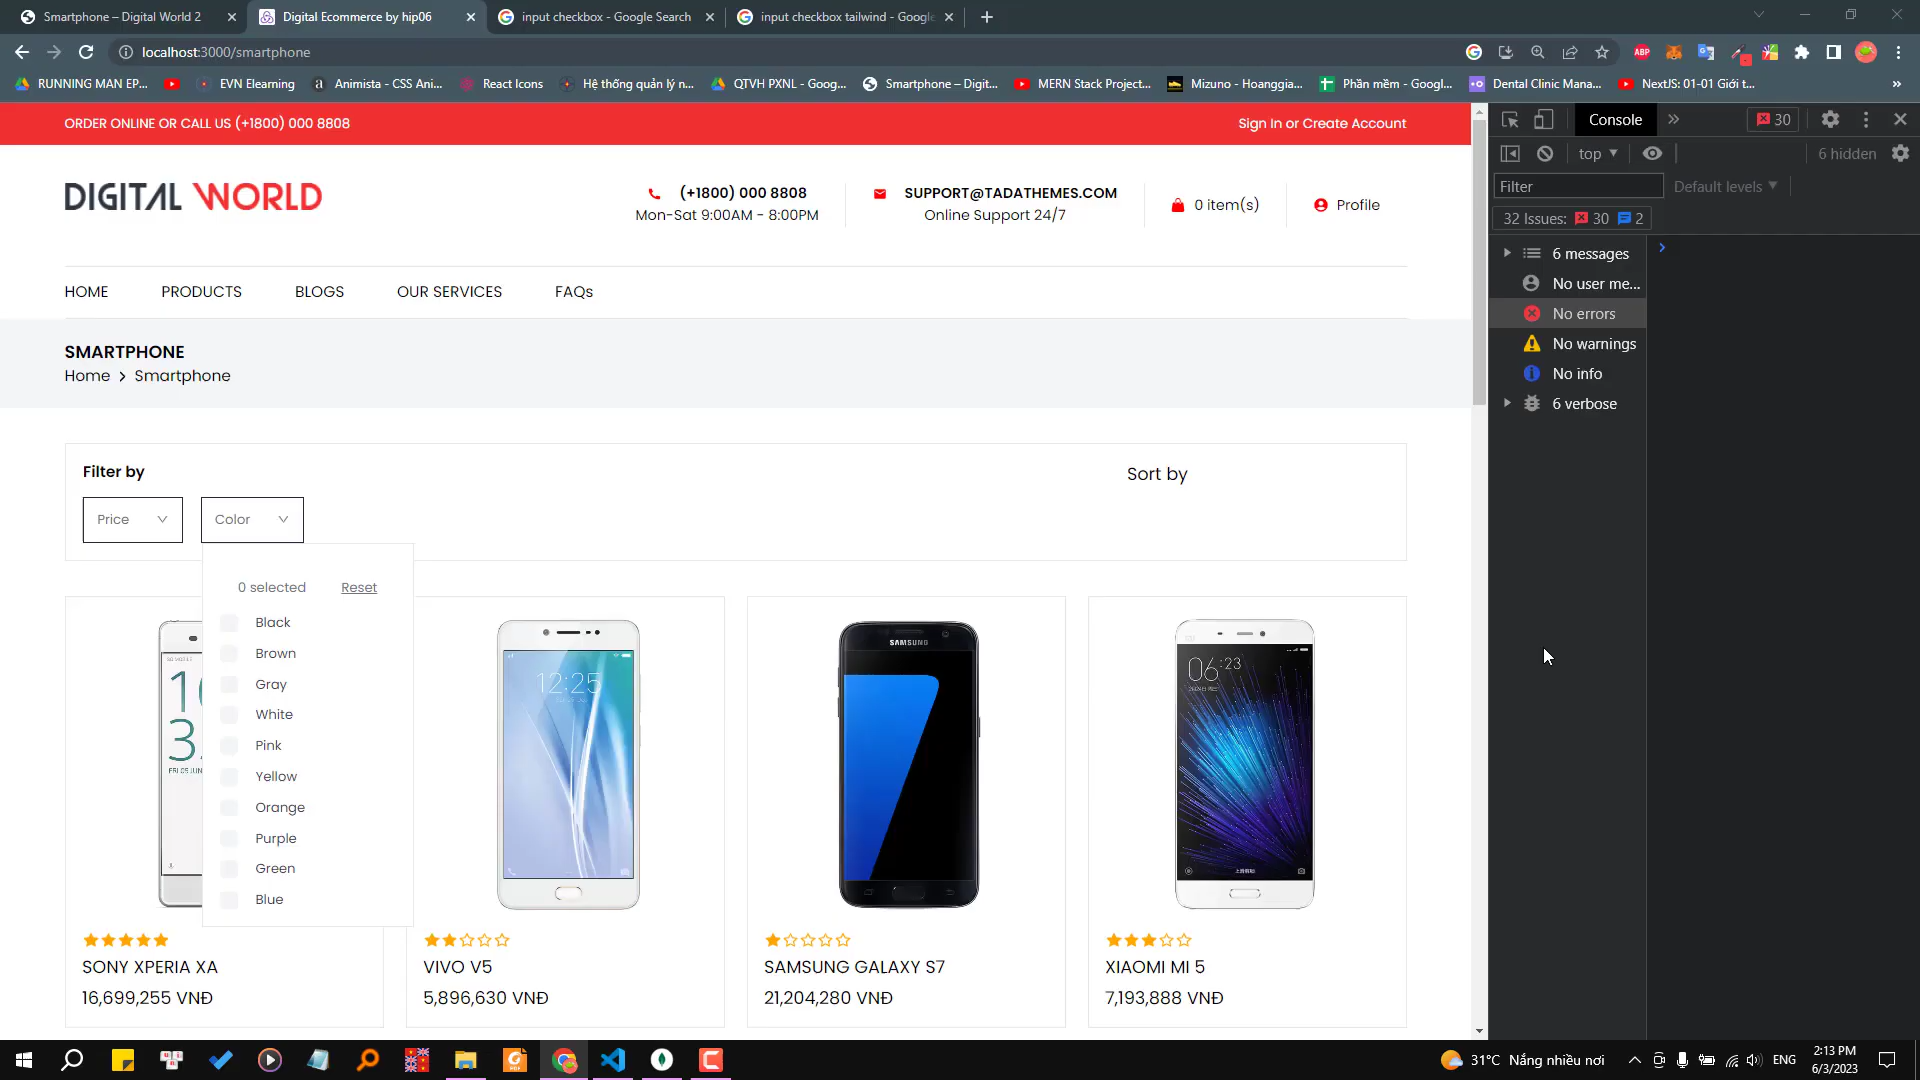 Smartphone – Digital World 2
Digital Ecommerce by hip06
input checkbox - Google Search
input checkbox tailwind - Google
localhost:3000/smartphone
ABP
RUNNING MAN EP...
EVN Elearning
a
Animista - CSS Ani...
React Icons
Hệ thống quản lý n...
QTVH PXNL - Goog...
Smartphone – Digit...
MERN Stack Project...
Mizuno - Hoanggia...
Phần mềm - Googl...
Dental Clinic Mana...
NextJS: 01-01 Giới t...
»
ORDER ONLINE OR CALL US (+1800) 000 8808
Sign In or Create Account
DIGITAL WORLD
(+1800) 000 8808
Mon-Sat 9:00AM - 8:00PM
SUPPORT@TADATHEMES.COM
Online Support 24/7
0 item(s)
Profile
HOME
PRODUCTS
BLOGS
OUR SERVICES
FAQs
SMARTPHONE
Home > Smartphone
Filter by
Sort by
Price
Color
0 selected
Reset
Black
Brown
Gray
White
Pink
Yellow
Orange
Purple
Green
Blue
12:25
SAMSUNG
06:23
SONY XPERIA XA
16,699,255 VNĐ
VIVO V5
5,896,630 VNĐ
SAMSUNG GALAXY S7
21,204,280 VNĐ
XIAOMI MI 5
7,193,888 VNĐ
Console
»
30
top
6 hidden
Filter
Default levels
32 Issues: 30 2
6 messages
No user me...
No errors
No warnings
No info
6 verbose
31°C Nắng nhiều nơi
ENG
2:13 PM
6/3/2023